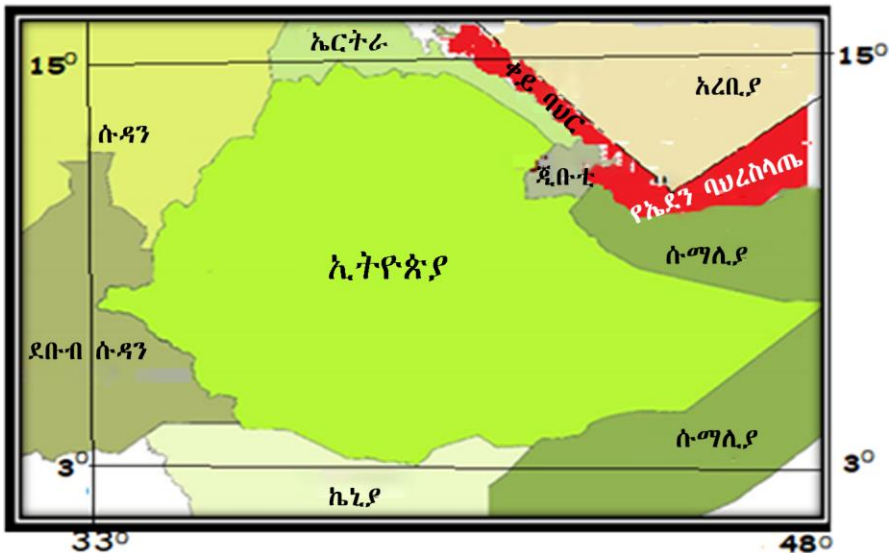 ኤርትራ
15° 15°
ቀይ ባህር
አረቢያ
ሱዳን
ጂቡቲ
የኤደን ባህረሰላጤ
ሱማሊያ
ኢትዮጵያ
ደቡብ ሱዳን
ሱማሊያ
3° 3°
ኬኒያ
33° 48°